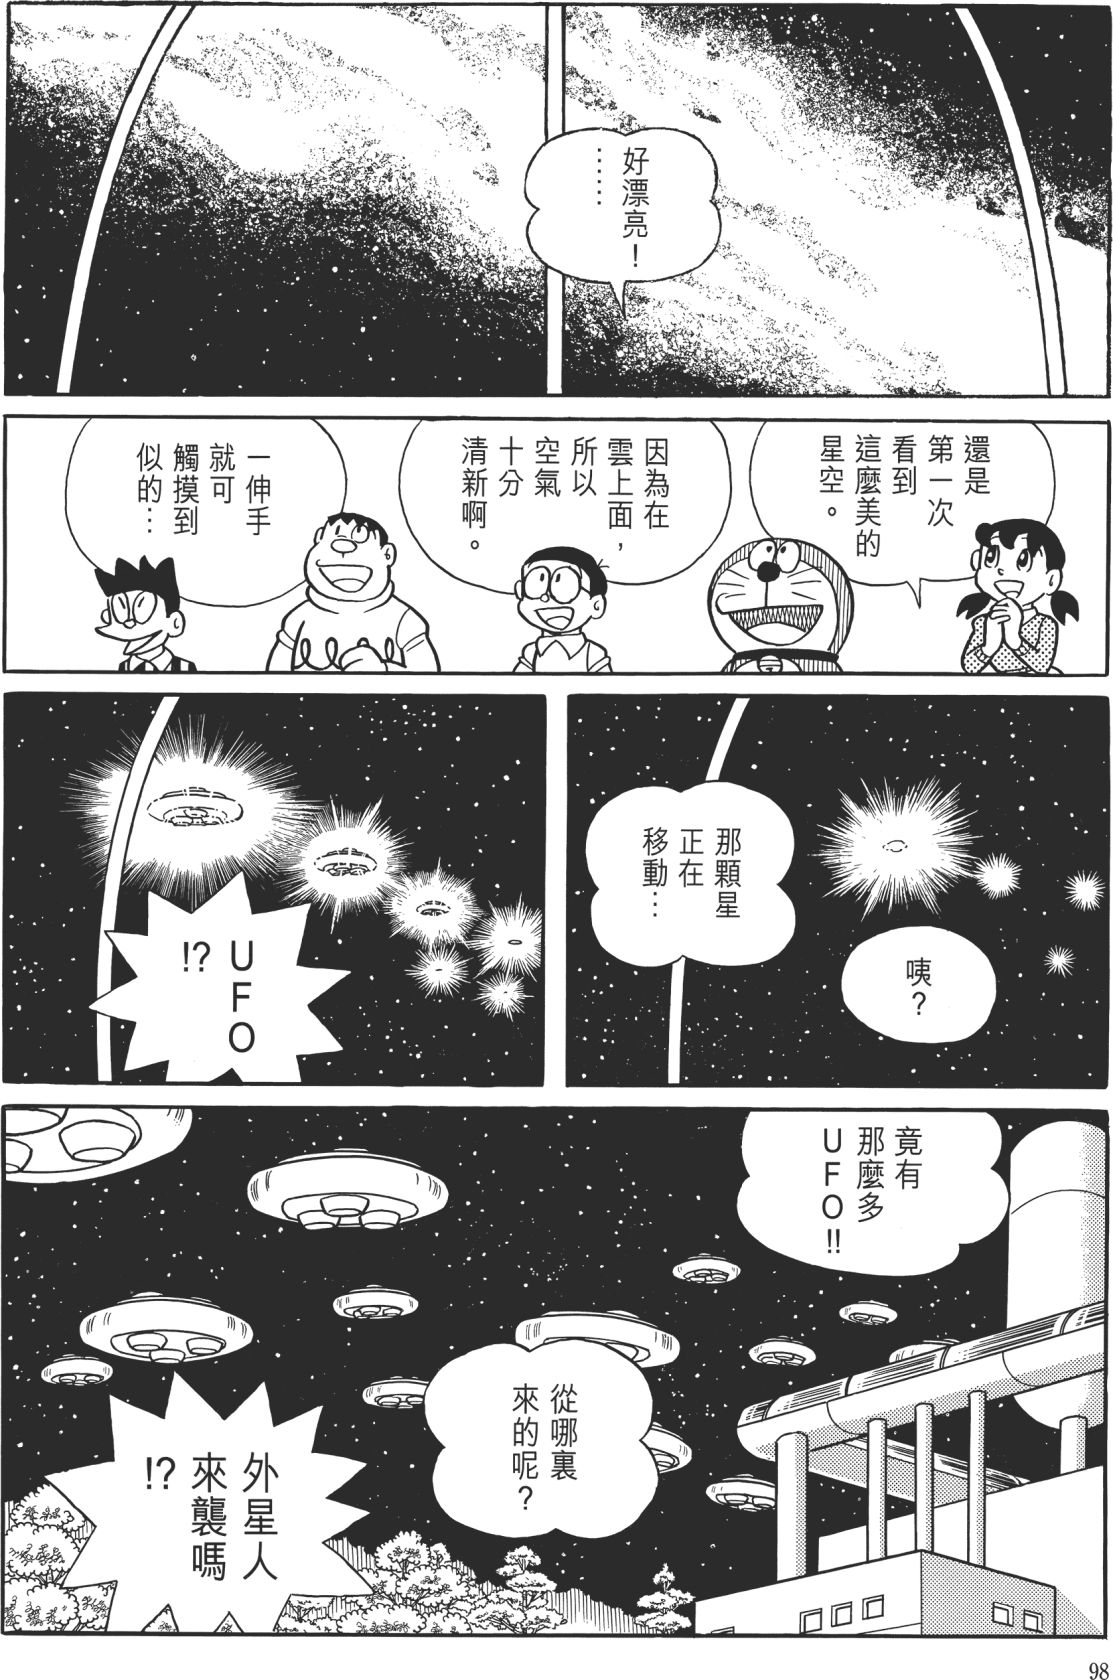 好漂亮！
……
還是
第一次
看到
這麼美的
星空。
因為在
雲上面，
所以
空氣
十分
清新啊。
一伸手
就可
觸摸到
似的…
那顆星
正在
移動…
咦？
UFO
!?
竟有
那麼多
UFO!!
從哪裏
來的呢？
外星人
來襲嗎
!?
98